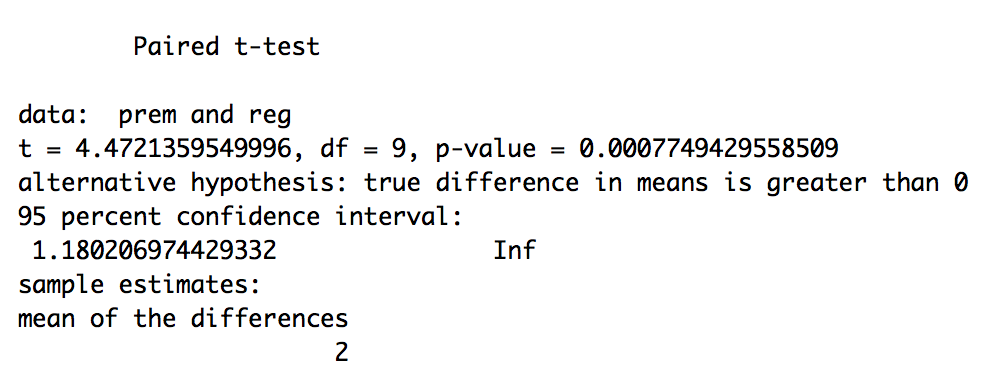 Paired t-test
data:  prem and reg
t = 4.4721359549996, df = 9, p-value = 0.0007749429558509
alternative hypothesis: true difference in means is greater than 0
95 percent confidence interval:
1.180206974429332 Inf
sample estimates:
mean of the differences
2